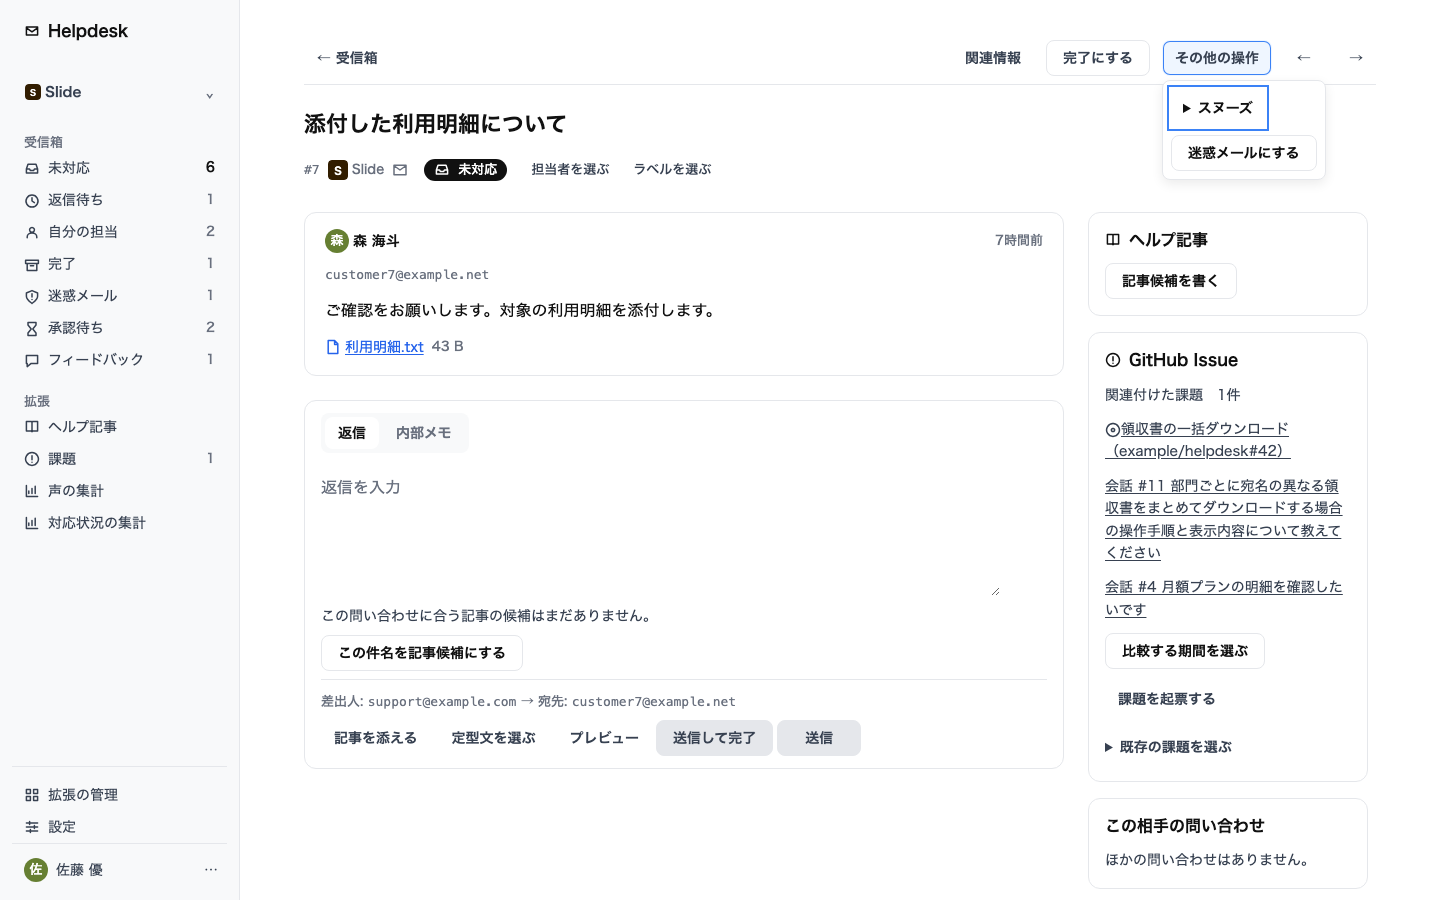 Helpdesk
S Slide
受信箱
未対応 6
返信待ち 1
自分の担当 2
完了 1
迷惑メール 1
承認待ち 2
フィードバック 1
拡張
ヘルプ記事
課題 1
声の集計
対応状況の集計
拡張の管理
設定
佐 佐藤 優 …
← 受信箱
関連情報
完了にする
その他の操作
← →
▶ スヌーズ
迷惑メールにする
添付した利用明細について
#7 S Slide 未対応 担当者を選ぶ ラベルを選ぶ
森 森 海斗 7時間前
customer7@example.net
ご確認をお願いします。対象の利用明細を添付します。
利用明細.txt 43 B
返信 内部メモ
返信を入力
この問い合わせに合う記事の候補はまだありません。
この件名を記事候補にする
差出人: support@example.com → 宛先: customer7@example.net
記事を添える 定型文を選ぶ プレビュー 送信して完了 送信
ヘルプ記事
記事候補を書く
GitHub Issue
関連付けた課題 1件
領収書の一括ダウンロード
（example/helpdesk#42）
会話 #11 部門ごとに宛名の異なる領
収書をまとめてダウンロードする場合
の操作手順と表示内容について教えて
ください
会話 #4 月額プランの明細を確認した
いです
比較する期間を選ぶ
課題を起票する
▶ 既存の課題を選ぶ
この相手の問い合わせ
ほかの問い合わせはありません。